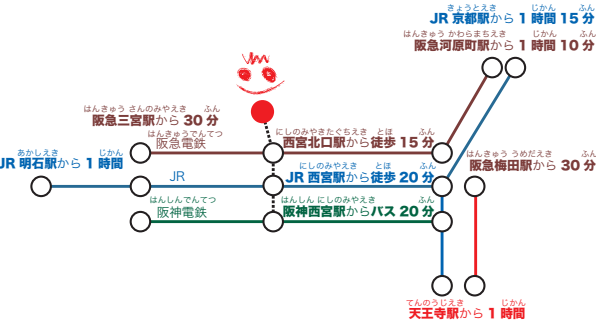 きょうとえき じかん ふん
JR 京都駅から 1 時間 15 分
はんきゅう かわらまちえき じかん ふん
阪急河原町駅から 1 時間 10 分
はんきゅう さんのみやえき ふん
阪急三宮駅から 30 分
はんきゅうでんてつ
阪急電鉄
にしのみやきたぐちえき とほ ふん
西宮北口駅から徒歩 15 分
あかしえき じかん
JR 明石駅から 1 時間
JR
にしのみやえき とほ ふん
JR 西宮駅から徒歩 20 分
はんきゅう うめだえき ふん
阪急梅田駅から 30 分
はんしんでんてつ
阪神電鉄
はんしん にしのみやえき ふん
阪神西宮駅からバス 20 分
てんのうじえき じかん
天王寺駅から 1 時間